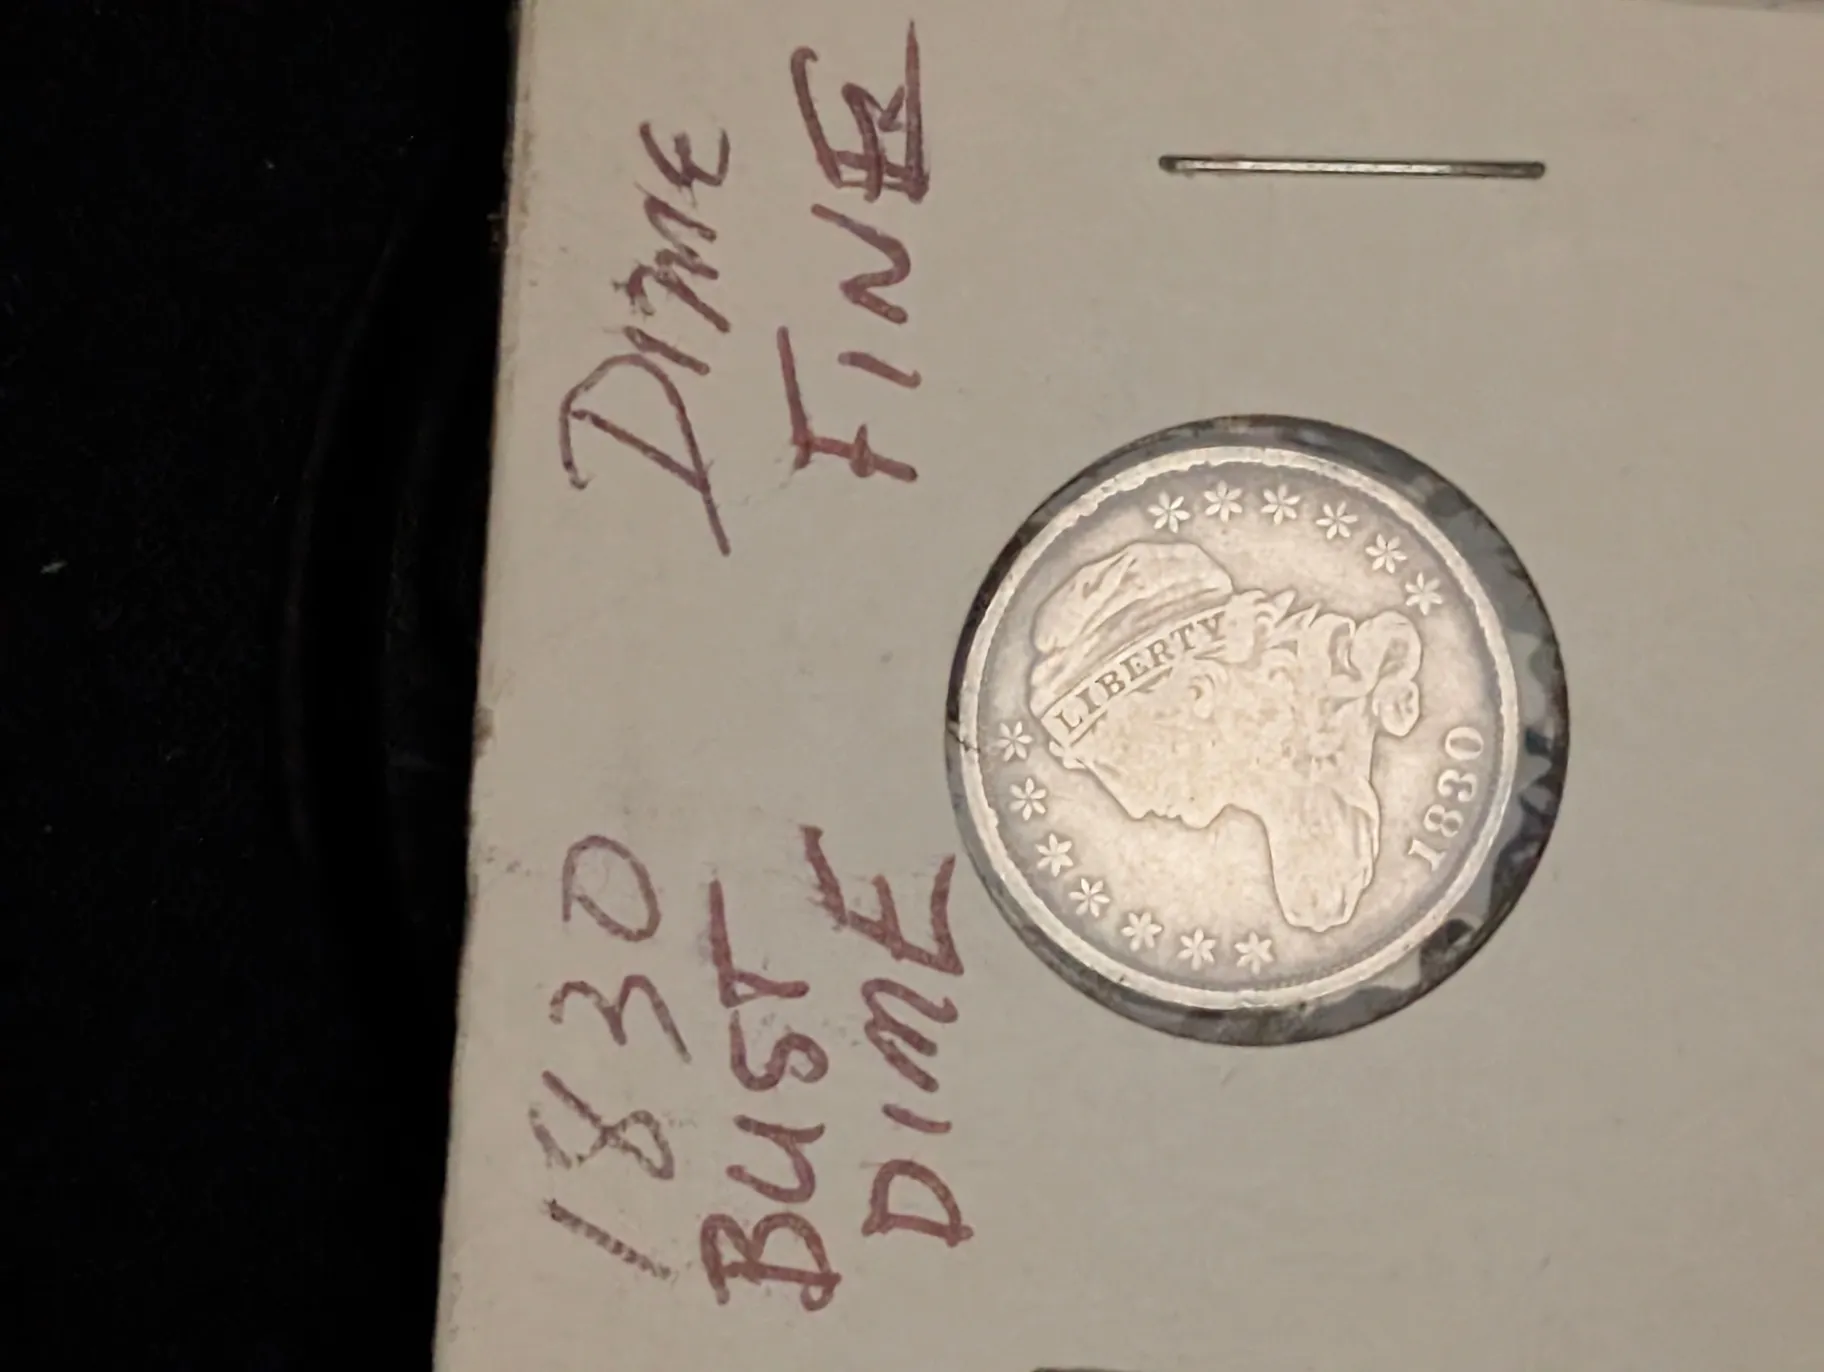 1830 DIME
BUST FINE
DIME
LIBERTY
1830